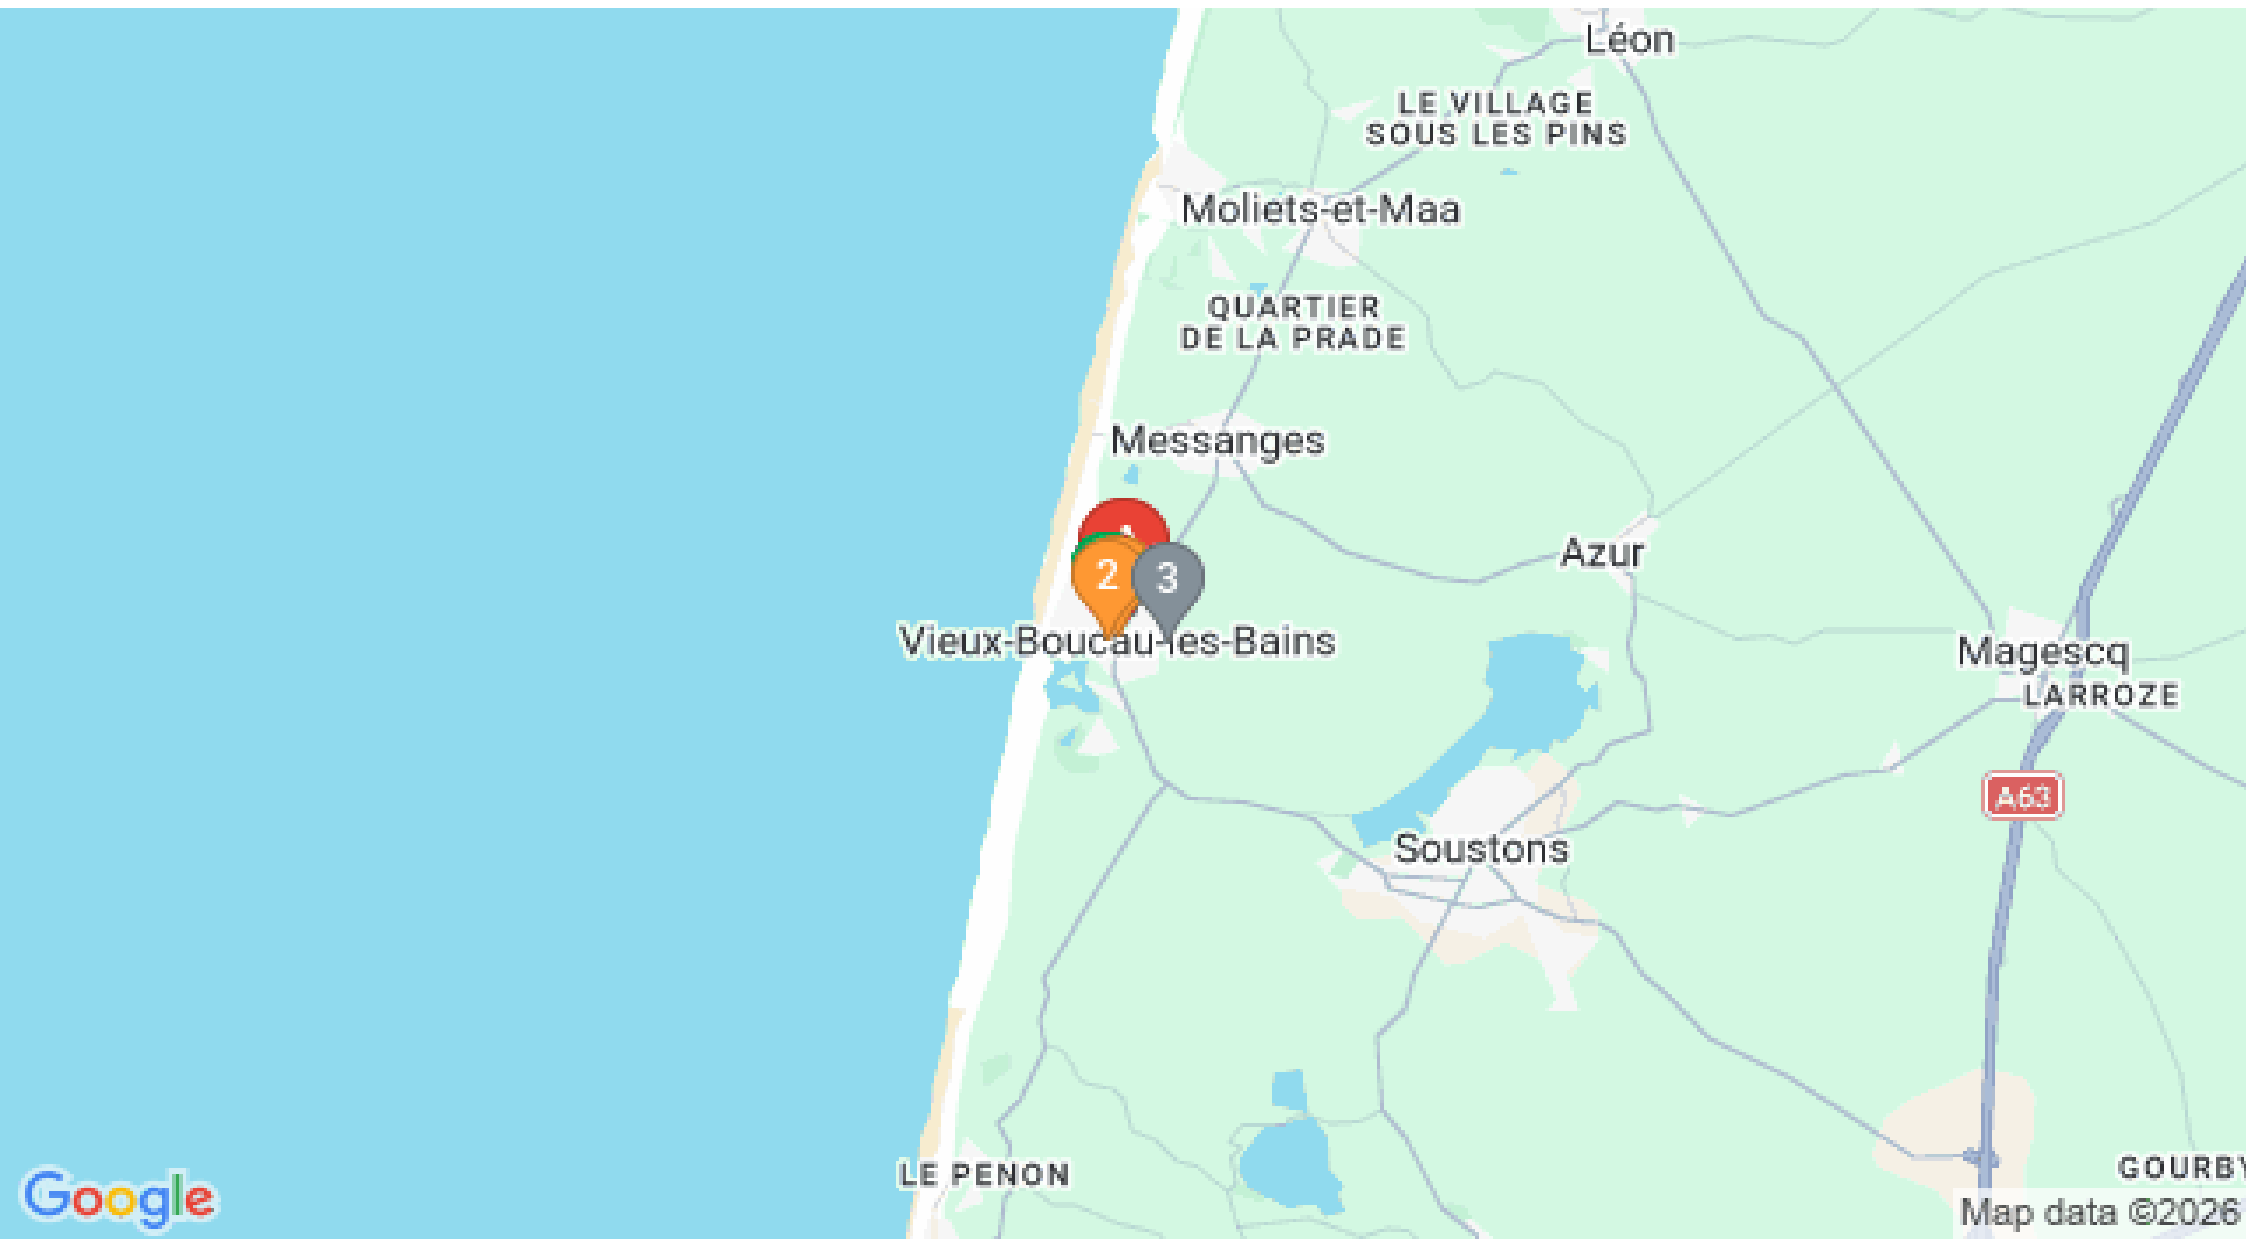 Léon
LE VILLAGE
SOUS LES PINS
Moliets-et-Maa
QUARTIER
DE LA PRADE
Messanges
Azur
2
3
Vieux-Boucau-les-Bains
Magescq
LARROZE
A63
Soustons
LE PENON
GOURBY
Google
Map data ©2026